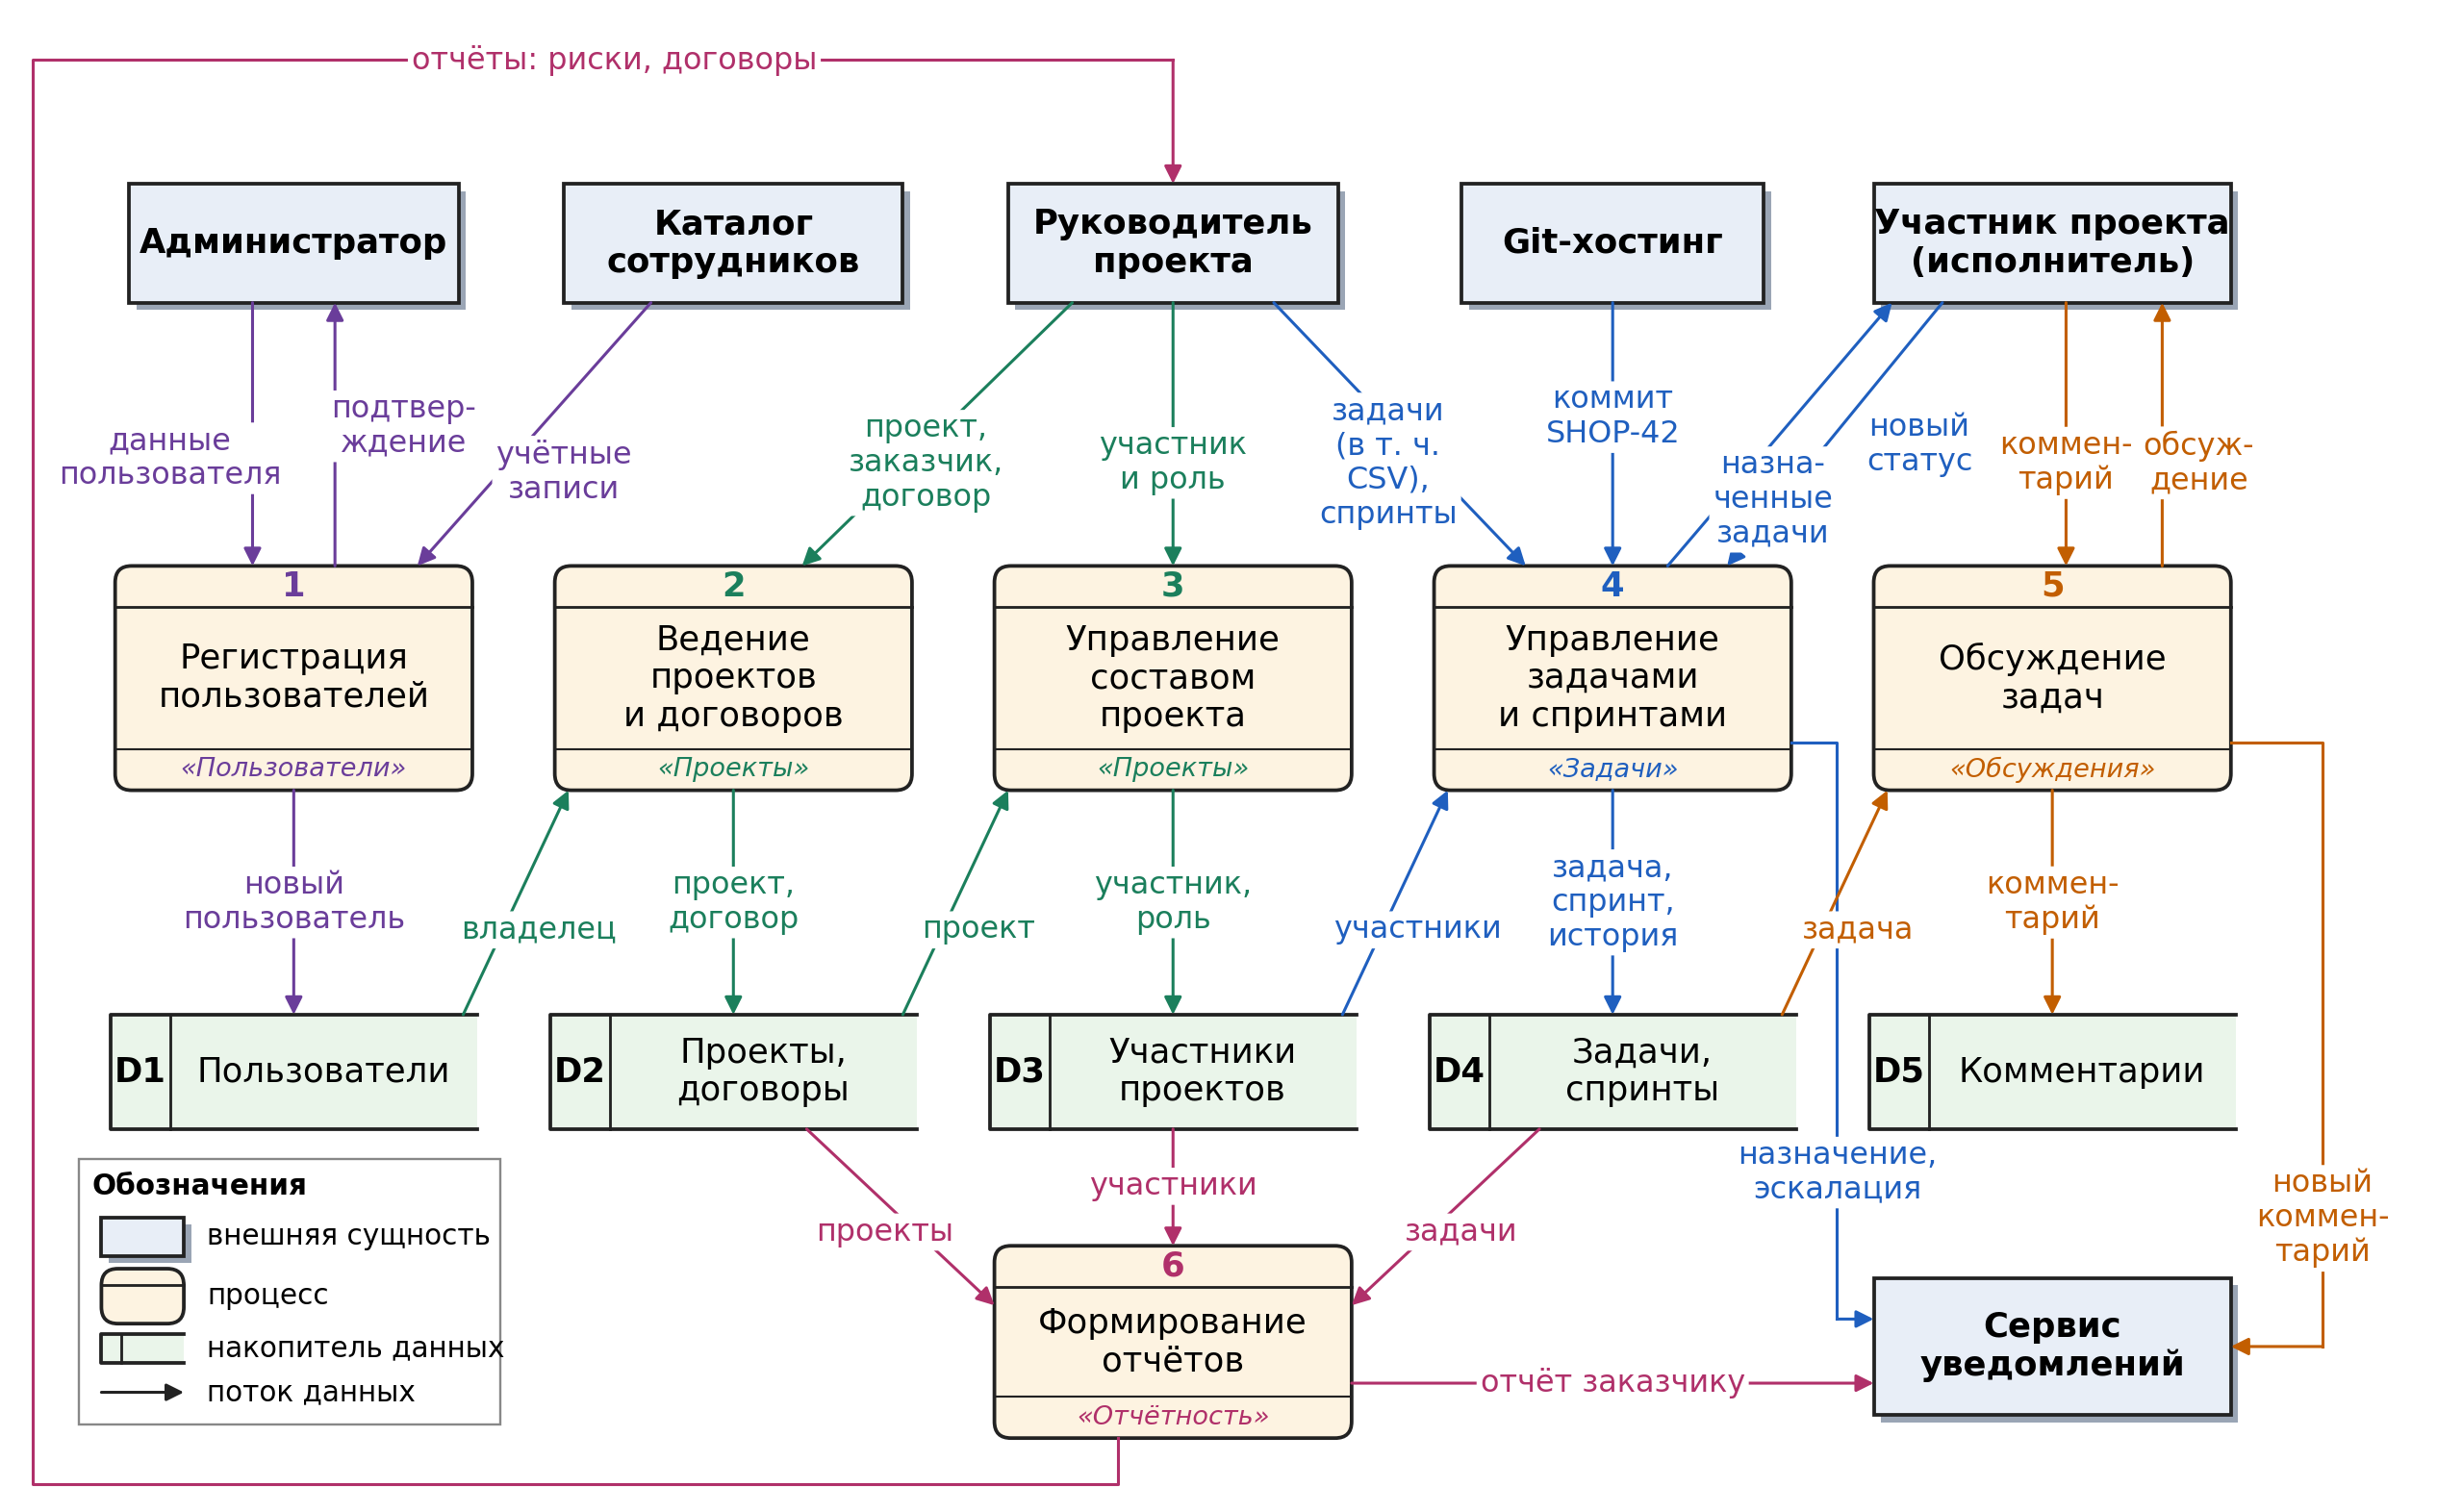 отчёты: риски, договоры
Администратор
Каталог
сотрудников
Руководитель
проекта
Git-хостинг
Участник проекта
(исполнитель)
данные
пользователя
подтвер-
ждение
учётные
записи
проект,
заказчик,
договор
участник
и роль
задачи
(в т. ч.
CSV),
спринты
коммит
SHOP-42
назна-
ченные
задачи
новый
статус
коммен-
тарий
обсуж-
дение
1
Регистрация
пользователей
«Пользователи»
2
Ведение
проектов
и договоров
«Проекты»
3
Управление
составом
проекта
«Проекты»
4
Управление
задачами
и спринтами
«Задачи»
5
Обсуждение
задач
«Обсуждения»
новый
пользователь
владелец
проект,
договор
проект
участник,
роль
участники
задача,
спринт,
история
задача
коммен-
тарий
D1
Пользователи
D2
Проекты,
договоры
D3
Участники
проектов
D4
Задачи,
спринты
D5
Комментарии
проекты
участники
задачи
назначение,
эскалация
новый
коммен-
тарий
Обозначения
внешняя сущность
процесс
накопитель данных
поток данных
6
Формирование
отчётов
«Отчётность»
отчёт заказчику
Сервис
уведомлений